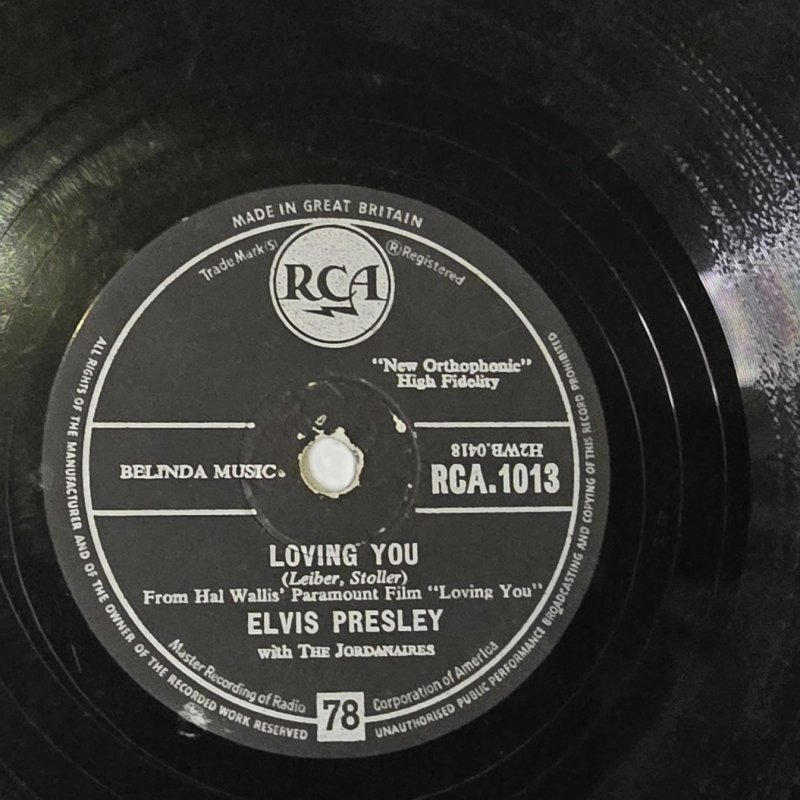 MADE IN GREAT BRITAIN
Trade Mark(S)
® Registered
RCA
"New Orthophonic"
High Fidelity
H2WB.0418
BELINDA MUSIC.
RCA.1013
LOVING YOU
(Leiber, Stoller)
From Hal Wallis' Paramount Film "Loving You"
ELVIS PRESLEY
with THE JORDANAIRES
Master Recording of Radio Corporation of America
78
ALL RIGHTS OF THE MANUFACTURER AND OF THE OWNER OF THE RECORDED WORK RESERVED
UNAUTHORISED PUBLIC PERFORMANCE BROADCASTING AND COPYING OF THIS RECORD PROHIBITED